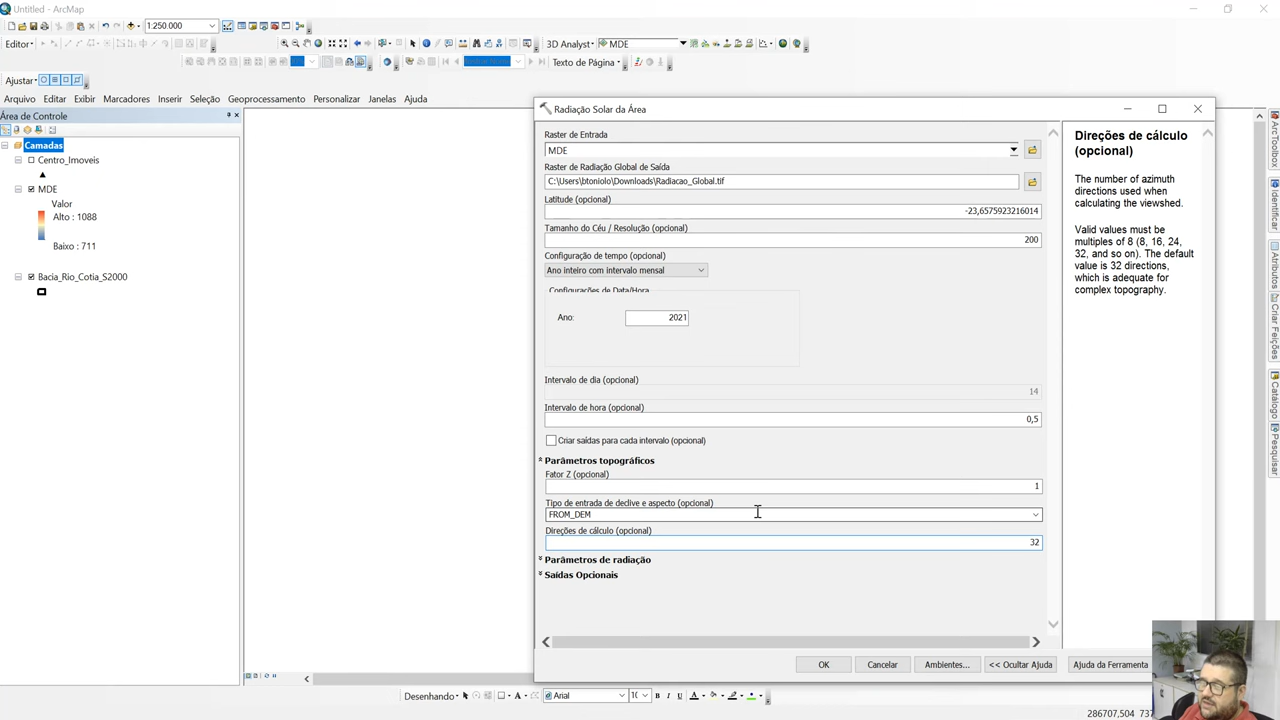 Untitled - ArcMap
1:250.000
Editor
3D Analyst
MDE
Texto de Página
Ajustar
Arquivo Editar Exibir Marcadores Inserir Seleção Geoprocessamento Personalizar Janelas Ajuda
Área de Controle
Camadas
Centro_Imoveis
MDE
Valor
Alto : 1088
Baixo : 711
Bacia_Rio_Cotia_S2000
Radiação Solar da Área
Raster de Entrada
MDE
Raster de Radiação Global de Saída
C:\Users\btoniolo\Downloads\Radiacao_Global.tif
Latitude (opcional)
-23,6575923216014
Tamanho do Céu / Resolução (opcional)
200
Configuração de tempo (opcional)
Ano inteiro com intervalo mensal
Configurações de Data/Hora
Ano: 2021
Intervalo de dia (opcional)
14
Intervalo de hora (opcional)
0,5
Criar saídas para cada intervalo (opcional)
Parâmetros topográficos
Fator Z (opcional)
1
Tipo de entrada de declive e aspecto (opcional)
FROM_DEM
Direções de cálculo (opcional)
32
Parâmetros de radiação
Saídas Opcionais
OK Cancelar Ambientes... << Ocultar Ajuda Ajuda da Ferramenta
Direções de cálculo
(opcional)
The number of azimuth
directions used when
calculating the viewshed.
Valid values must be
multiples of 8 (8, 16, 24,
32, and so on). The default
value is 32 directions,
which is adequate for
complex topography.
ArcToolbox
Identificar
Atributos
Criar Feições
Catálogo
Pesquisar
Desenhando
A
Arial
10
B I U A
286707,504